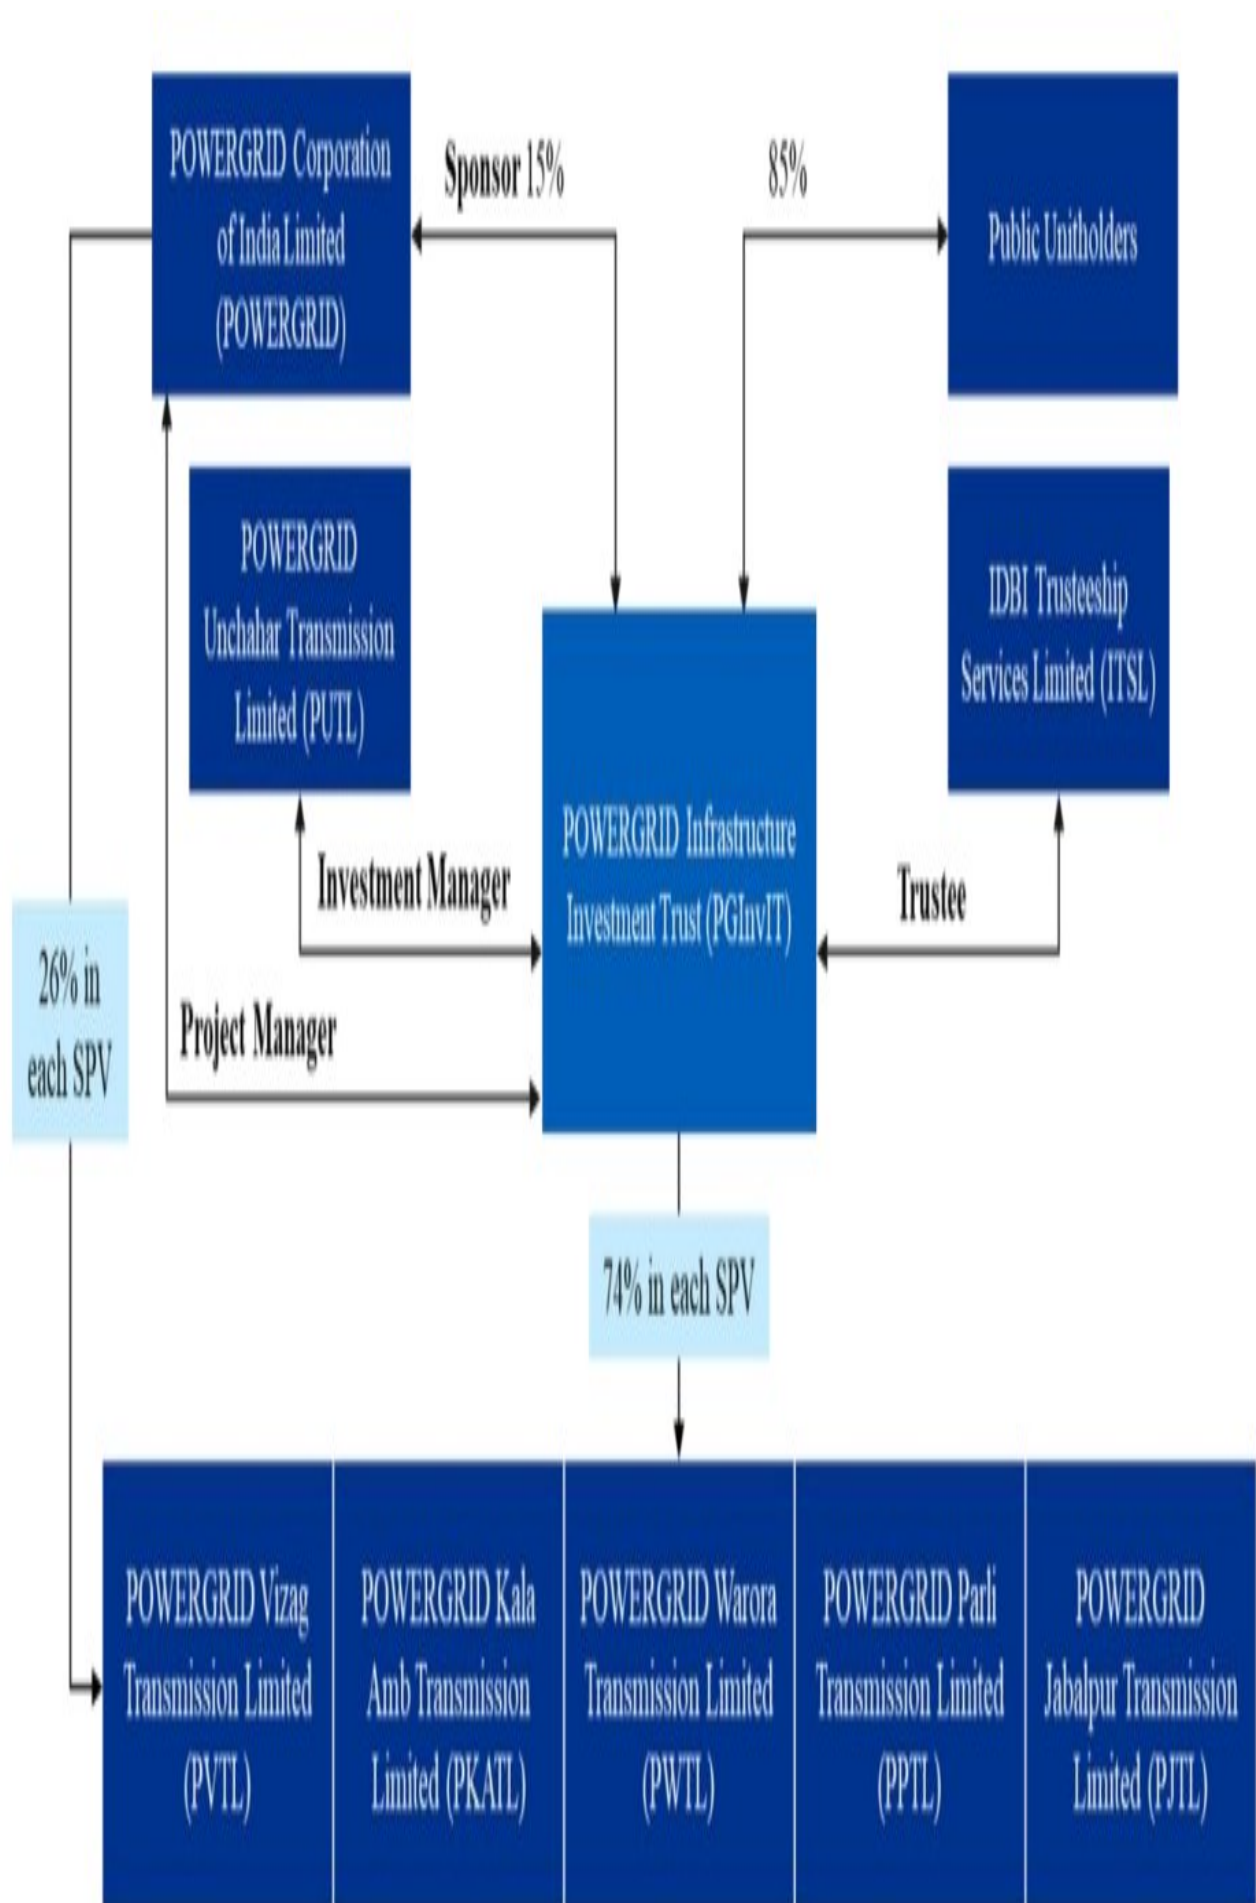 POWERGRID Corporation
of India Limited
(POWERGRID)
Sponsor 15%
85%
Public Unitholders
POWERGRID
Unchahar Transmission
Limited (PUTL)
IDBI Trusteeship
Services Limited (ITSL)
POWERGRID Infrastructure
Investment Trust (PGInvIT)
Investment Manager
Trustee
Project Manager
26% in
each SPV
74% in each SPV
POWERGRID Vizag
Transmission Limited
(PVTL)
POWERGRID Kala
Amb Transmission
Limited (PKATL)
POWERGRID Warora
Transmission Limited
(PWTL)
POWERGRID Parli
Transmission Limited
(PPTL)
POWERGRID
Jabalpur Transmission
Limited (PJTL)